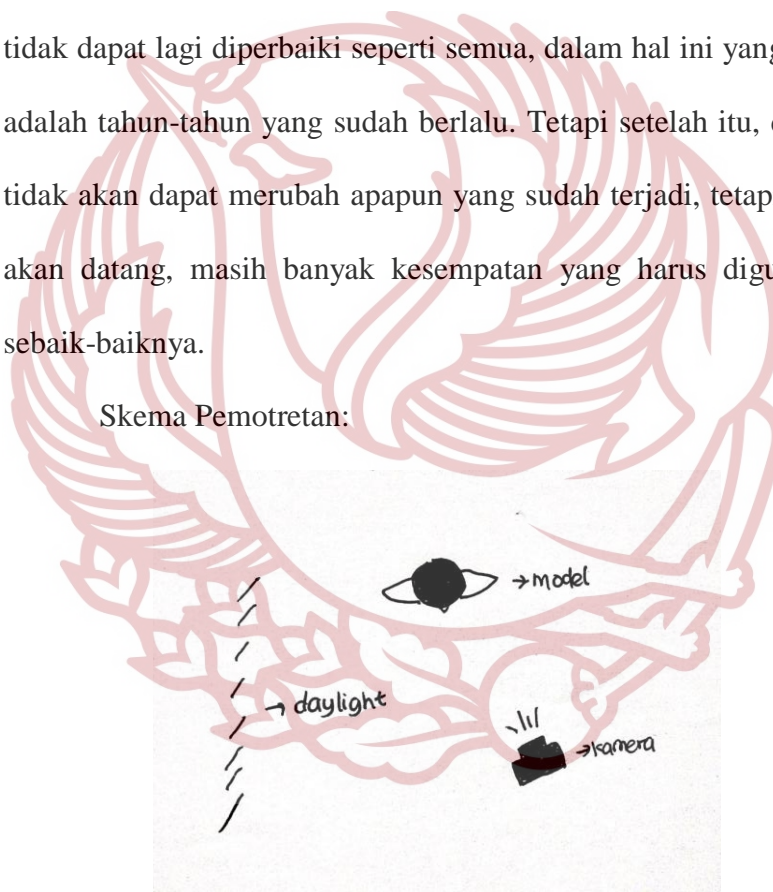 tidak dapat lagi diperbaiki seperti semua, dalam hal ini yang
adalah tahun-tahun yang sudah berlalu. Tetapi setelah itu,
tidak akan dapat merubah apapun yang sudah terjadi, tetap
akan datang, masih banyak kesempatan yang harus digu
sebaik-baiknya.
Skema Pemotretan:
→ model
→ daylight
→ kamera